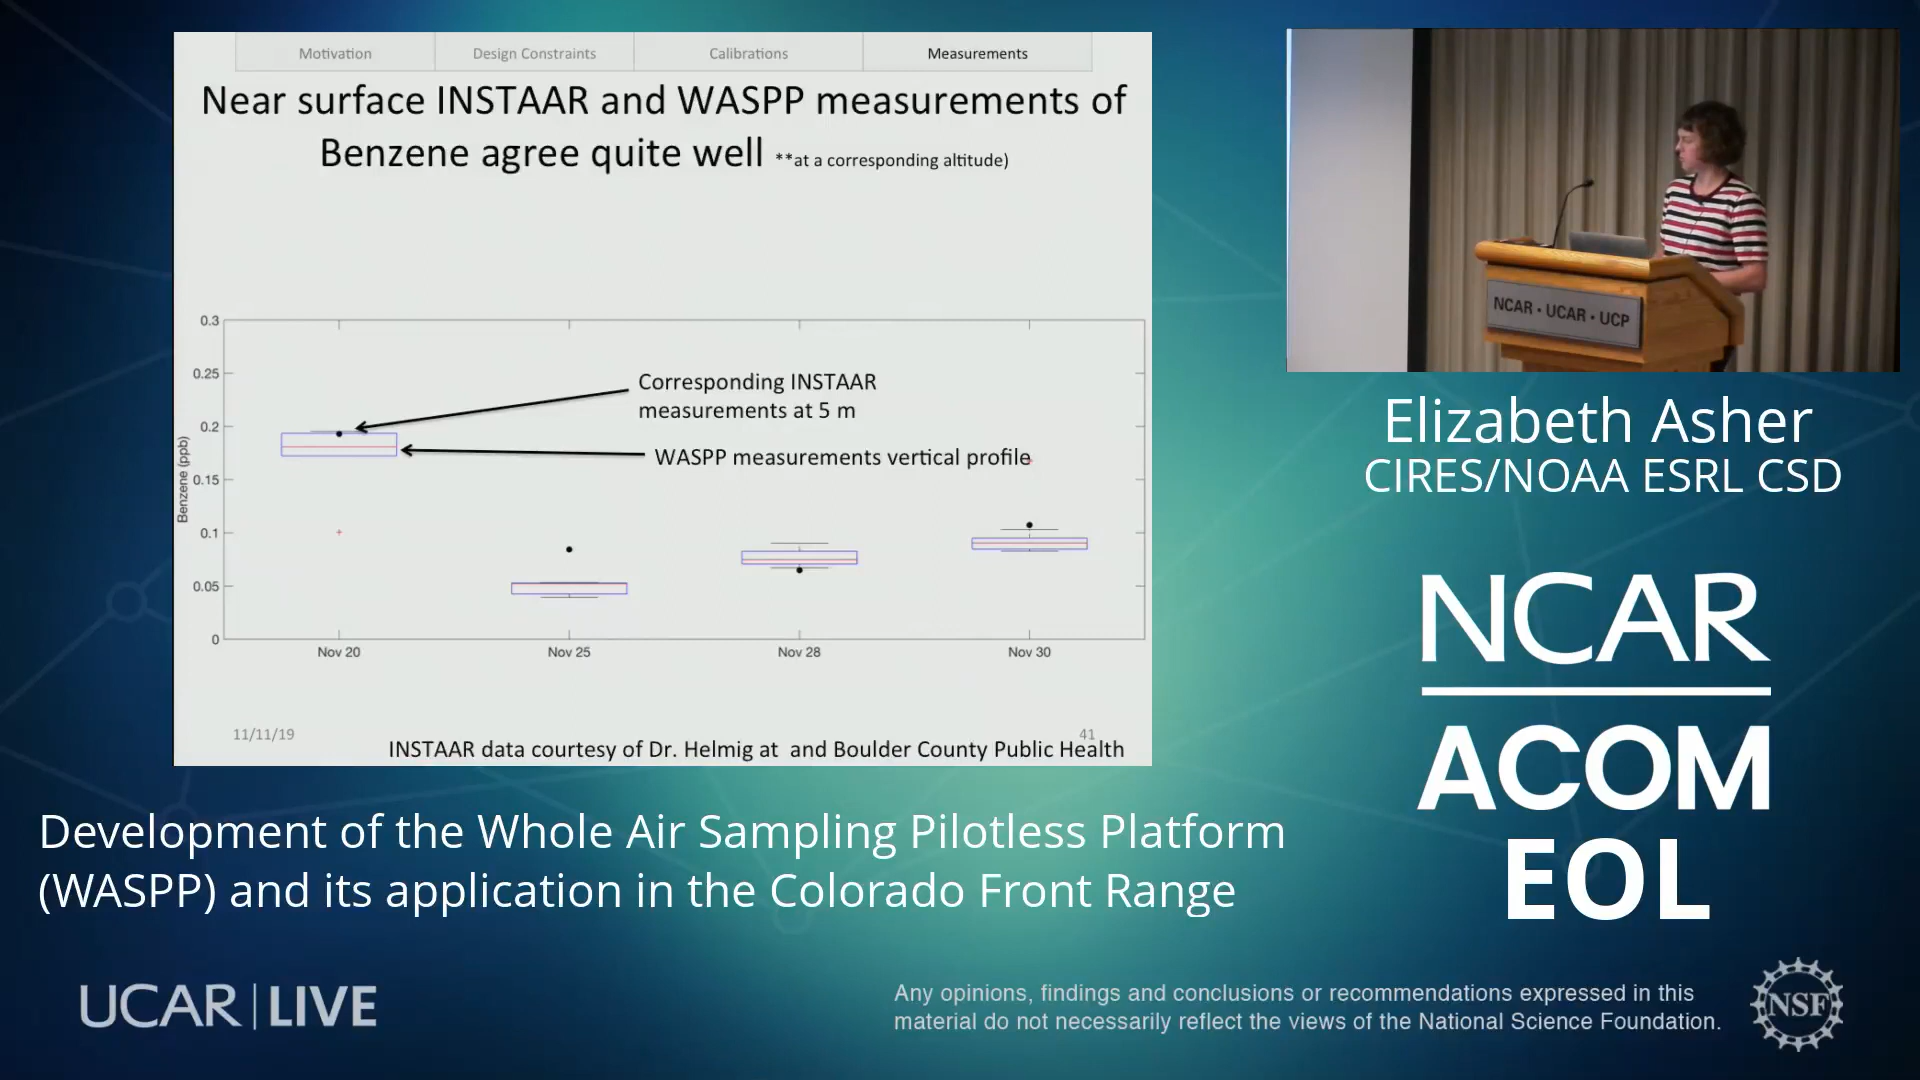 Motivation
Design Constraints
Calibrations
Measurements
Near surface INSTAAR and WASPP measurements of
Benzene agree quite well **at a corresponding altitude)
0.3
0.25
0.2
0.15
0.1
0.05
0
Benzene (ppb)
Corresponding INSTAAR
measurements at 5 m
WASPP measurements vertical profile
Nov 20
Nov 25
Nov 28
Nov 30
11/11/19
41
INSTAAR data courtesy of Dr. Helmig at and Boulder County Public Health
NCAR • UCAR • UCP
Elizabeth Asher
CIRES/NOAA ESRL CSD
NCAR
ACOM
EOL
Development of the Whole Air Sampling Pilotless Platform
(WASPP) and its application in the Colorado Front Range
UCAR | LIVE
Any opinions, findings and conclusions or recommendations expressed in this
material do not necessarily reflect the views of the National Science Foundation.
NSF